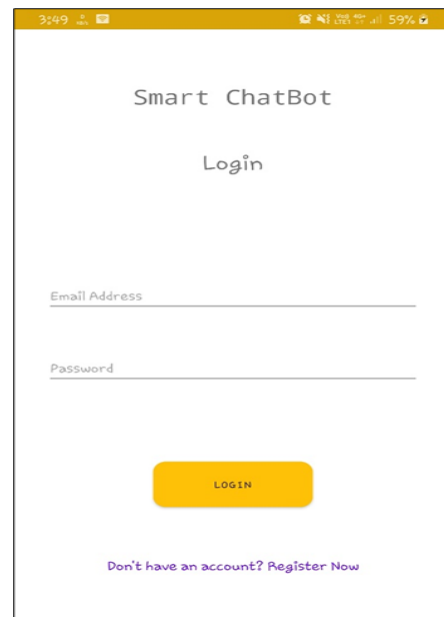 3:49 59%
Smart ChatBot
Login
Email Address
Password
LOGIN
Don't have an account? Register Now